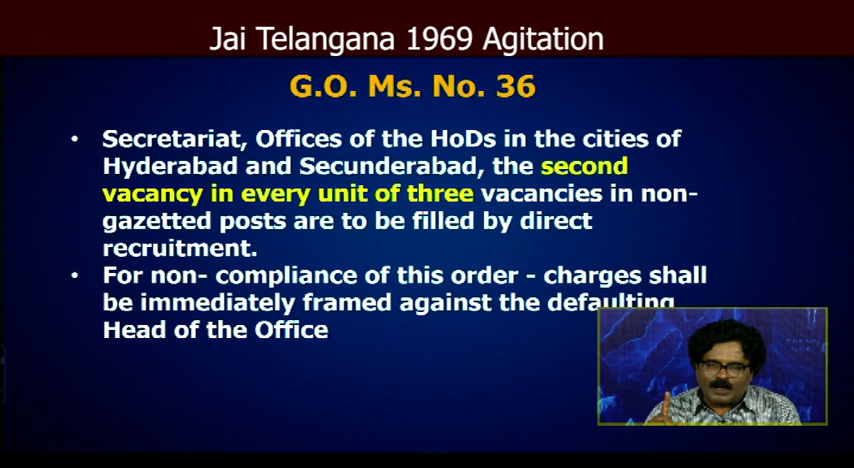 Jai Telangana 1969 Agitation
G.O. Ms. No. 36
• Secretariat, Offices of the HoDs in the cities of
Hyderabad and Secunderabad, the second
vacancy in every unit of three vacancies in non-
gazetted posts are to be filled by direct
recruitment.
• For non- compliance of this order - charges shall
be immediately framed against the defaulting
Head of the Office